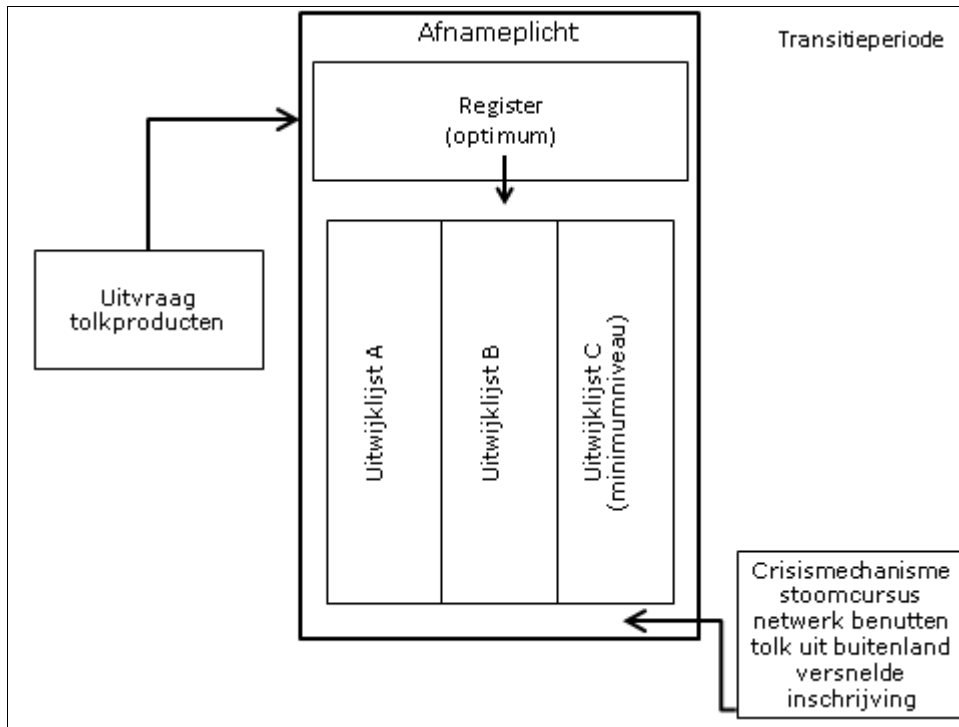 Afnameplicht
Transitieperiode
Register
(optimum)
Uitvraag
tolkproducten
Uitwijklijst A
Uitwijklijst B
Uitwijklijst C
(minimumniveau)
Crisismechanisme
stoomcursus
netwerk benutten
tolk uit buitenland
versnelde
inschrijving